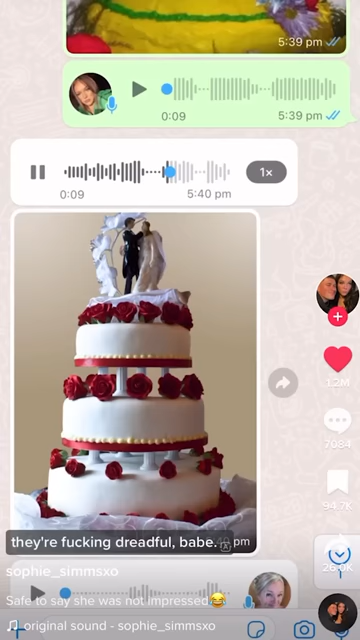 5:39 pm
0:09
5:39 pm
1×
0:09
5:40 pm
1.2M
7084
94.7K
they're fucking dreadful, babe.
pm
26.0K
sophie_simmsxo
Safe to say she was not impressed😂
original sound - sophie_simmsxo